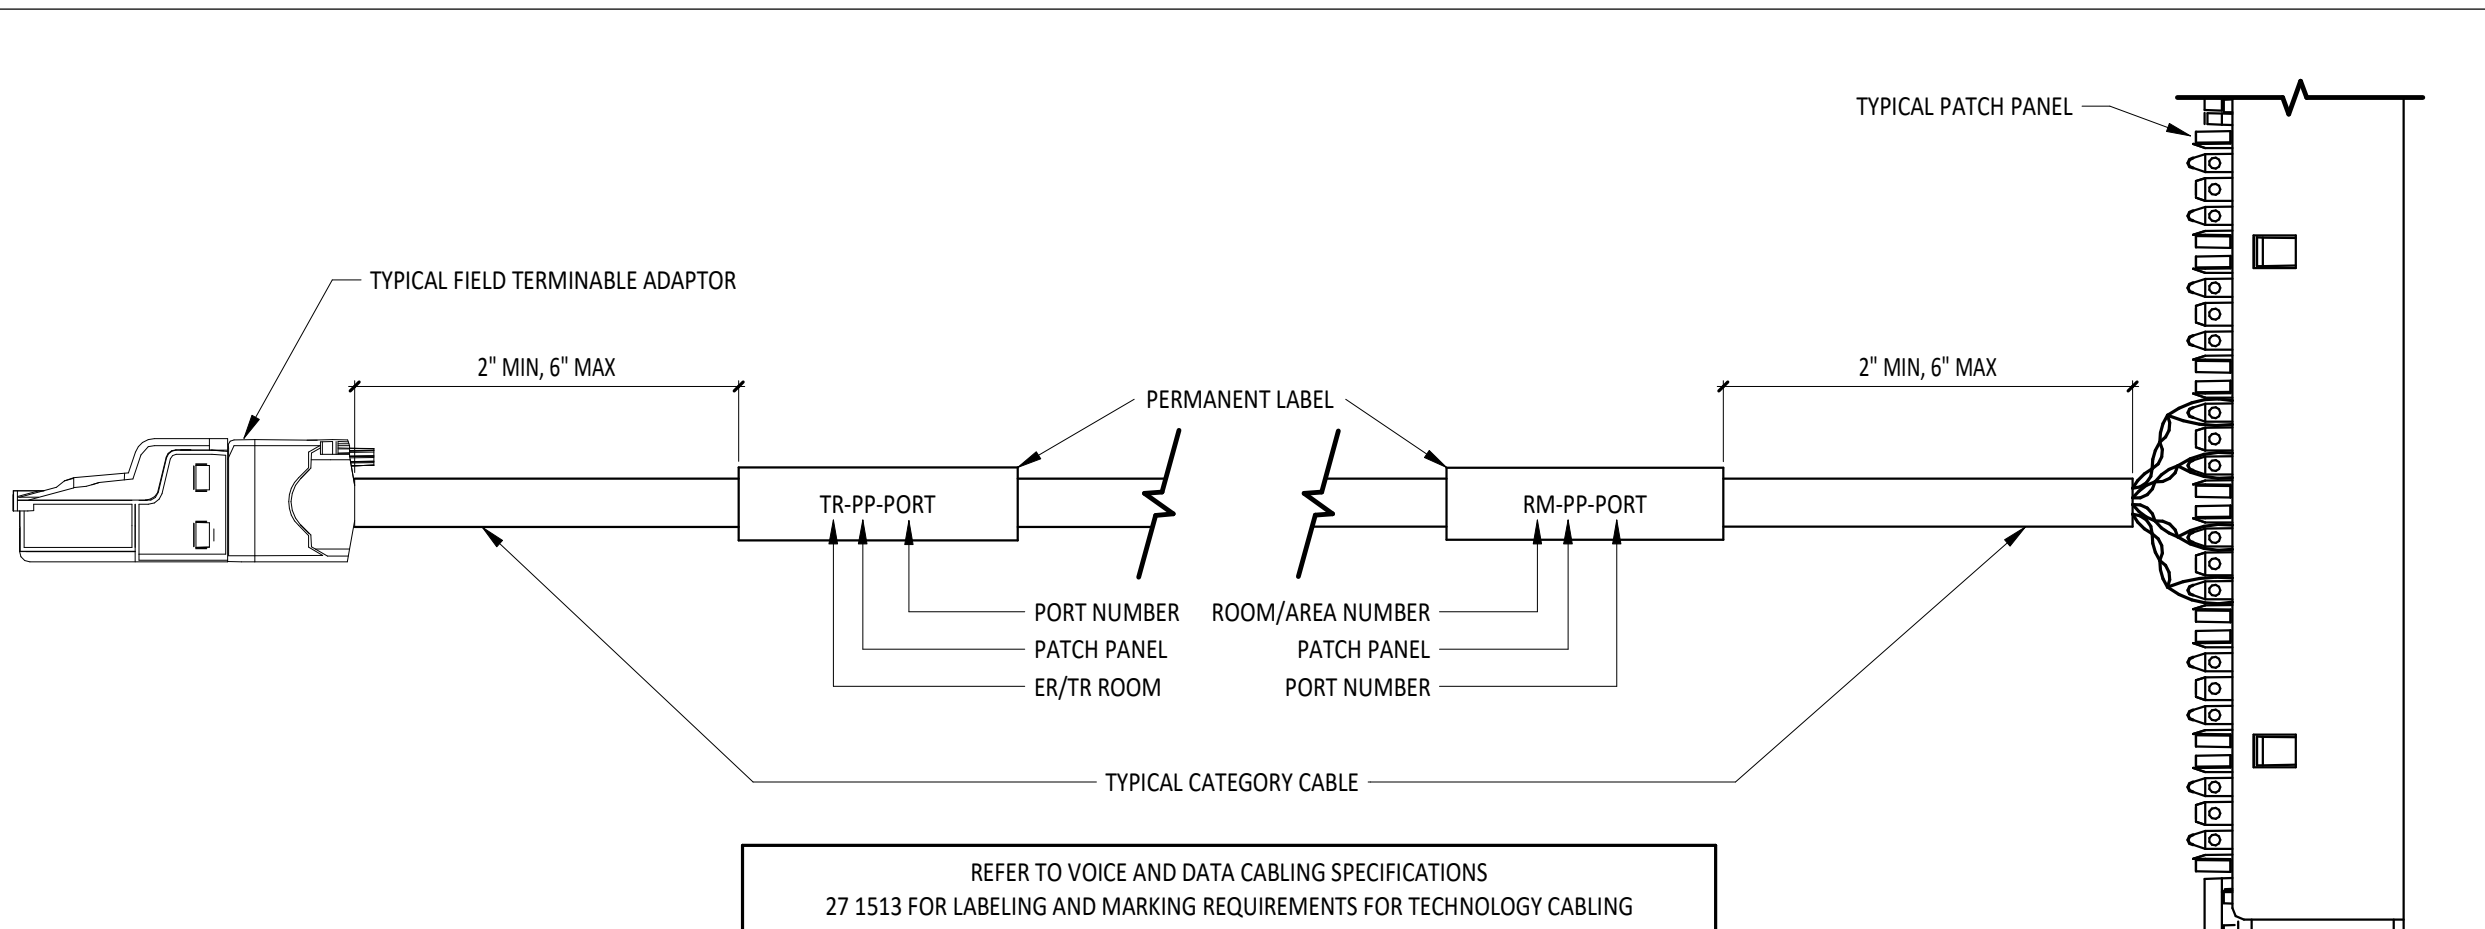 TYPICAL PATCH PANEL
TYPICAL FIELD TERMINABLE ADAPTOR
2" MIN, 6" MAX
2" MIN, 6" MAX
PERMANENT LABEL
TR-PP-PORT
RM-PP-PORT
PORT NUMBER
PATCH PANEL
ER/TR ROOM
ROOM/AREA NUMBER
PATCH PANEL
PORT NUMBER
TYPICAL CATEGORY CABLE
REFER TO VOICE AND DATA CABLING SPECIFICATIONS
27 1513 FOR LABELING AND MARKING REQUIREMENTS FOR TECHNOLOGY CABLING